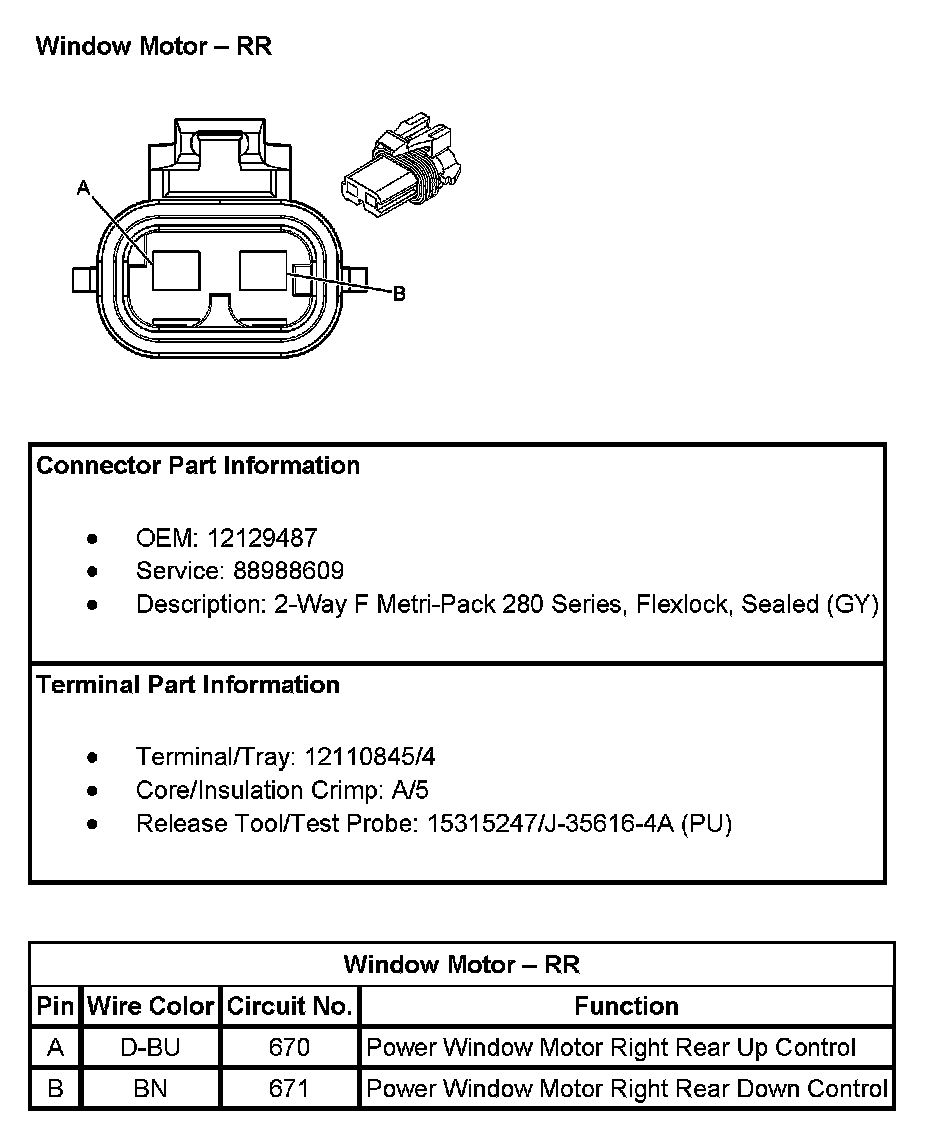 Window Motor – RR
A
B
Connector Part Information
● OEM: 12129487
● Service: 88988609
● Description: 2-Way F Metri-Pack 280 Series, Flexlock, Sealed (GY)
Terminal Part Information
● Terminal/Tray: 12110845/4
● Core/Insulation Crimp: A/5
● Release Tool/Test Probe: 15315247/J-35616-4A (PU)
Window Motor – RR
Pin Wire Color Circuit No. Function
A D-BU 670 Power Window Motor Right Rear Up Control
B BN 671 Power Window Motor Right Rear Down Control